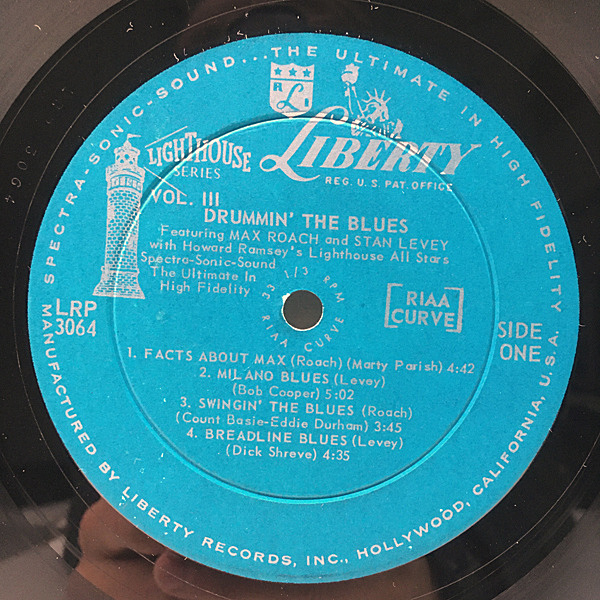 SPECTRA-SONIC-SOUND...THE ULTIMATE IN HIGH FIDELITY
R I
L
LIBERTY
REG. U.S. PAT. OFFICE
LIGHTHOUSE
SERIES
VOL. III
DRUMMIN' THE BLUES
Featuring MAX ROACH and STAN LEVEY
with Howard Ramsey's Lighthouse All Stars
Spectra-Sonic-Sound
The Ultimate In
High Fidelity
33 1/3 RPM
RIAA CURVE
[RIAA
CURVE]
LRP
3064
SIDE
ONE
1. FACTS ABOUT MAX (Roach) (Marty Parish) 4:42
2. MILANO BLUES (Levey)
(Bob Cooper) 5:02
3. SWINGIN' THE BLUES (Roach)
(Count Basie-Eddie Durham) 3:45
4. BREADLINE BLUES (Levey)
(Dick Shreve) 4:35
MANUFACTURED BY LIBERTY RECORDS, INC., HOLLYWOOD, CALIFORNIA, U.S.A.
3064